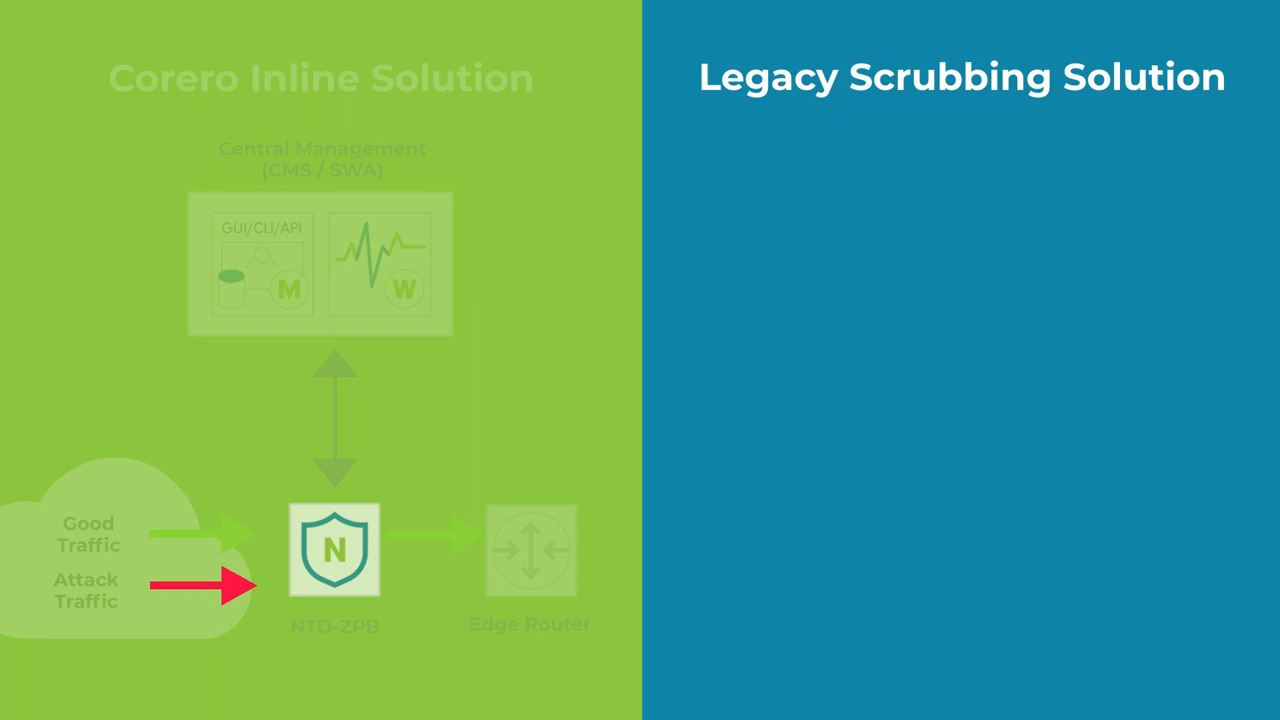 Corero Inline Solution
Central Management
(CMS / SWA)
GUI/CLI/API
M
W
Good
Traffic
Attack
Traffic
N
NTD-ZPB
Edge Router
Legacy Scrubbing Solution